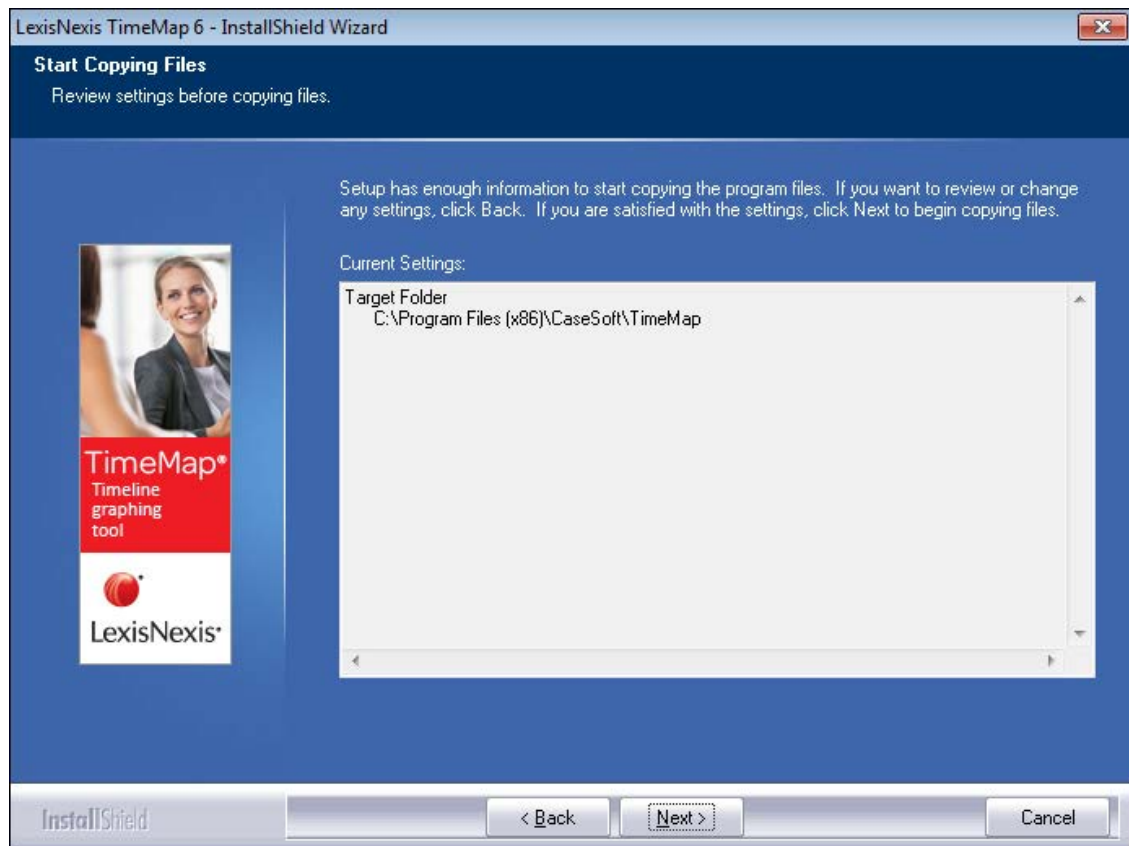 LexisNexis TimeMap 6 - InstallShield Wizard
Start Copying Files
Review settings before copying files.
Setup has enough information to start copying the program files. If you want to review or change
any settings, click Back. If you are satisfied with the settings, click Next to begin copying files.
Current Settings:
Target Folder
C:\Program Files (x86)\CaseSoft\TimeMap
TimeMap®
Timeline
graphing
tool
LexisNexis®
InstallShield
< Back
Next >
Cancel